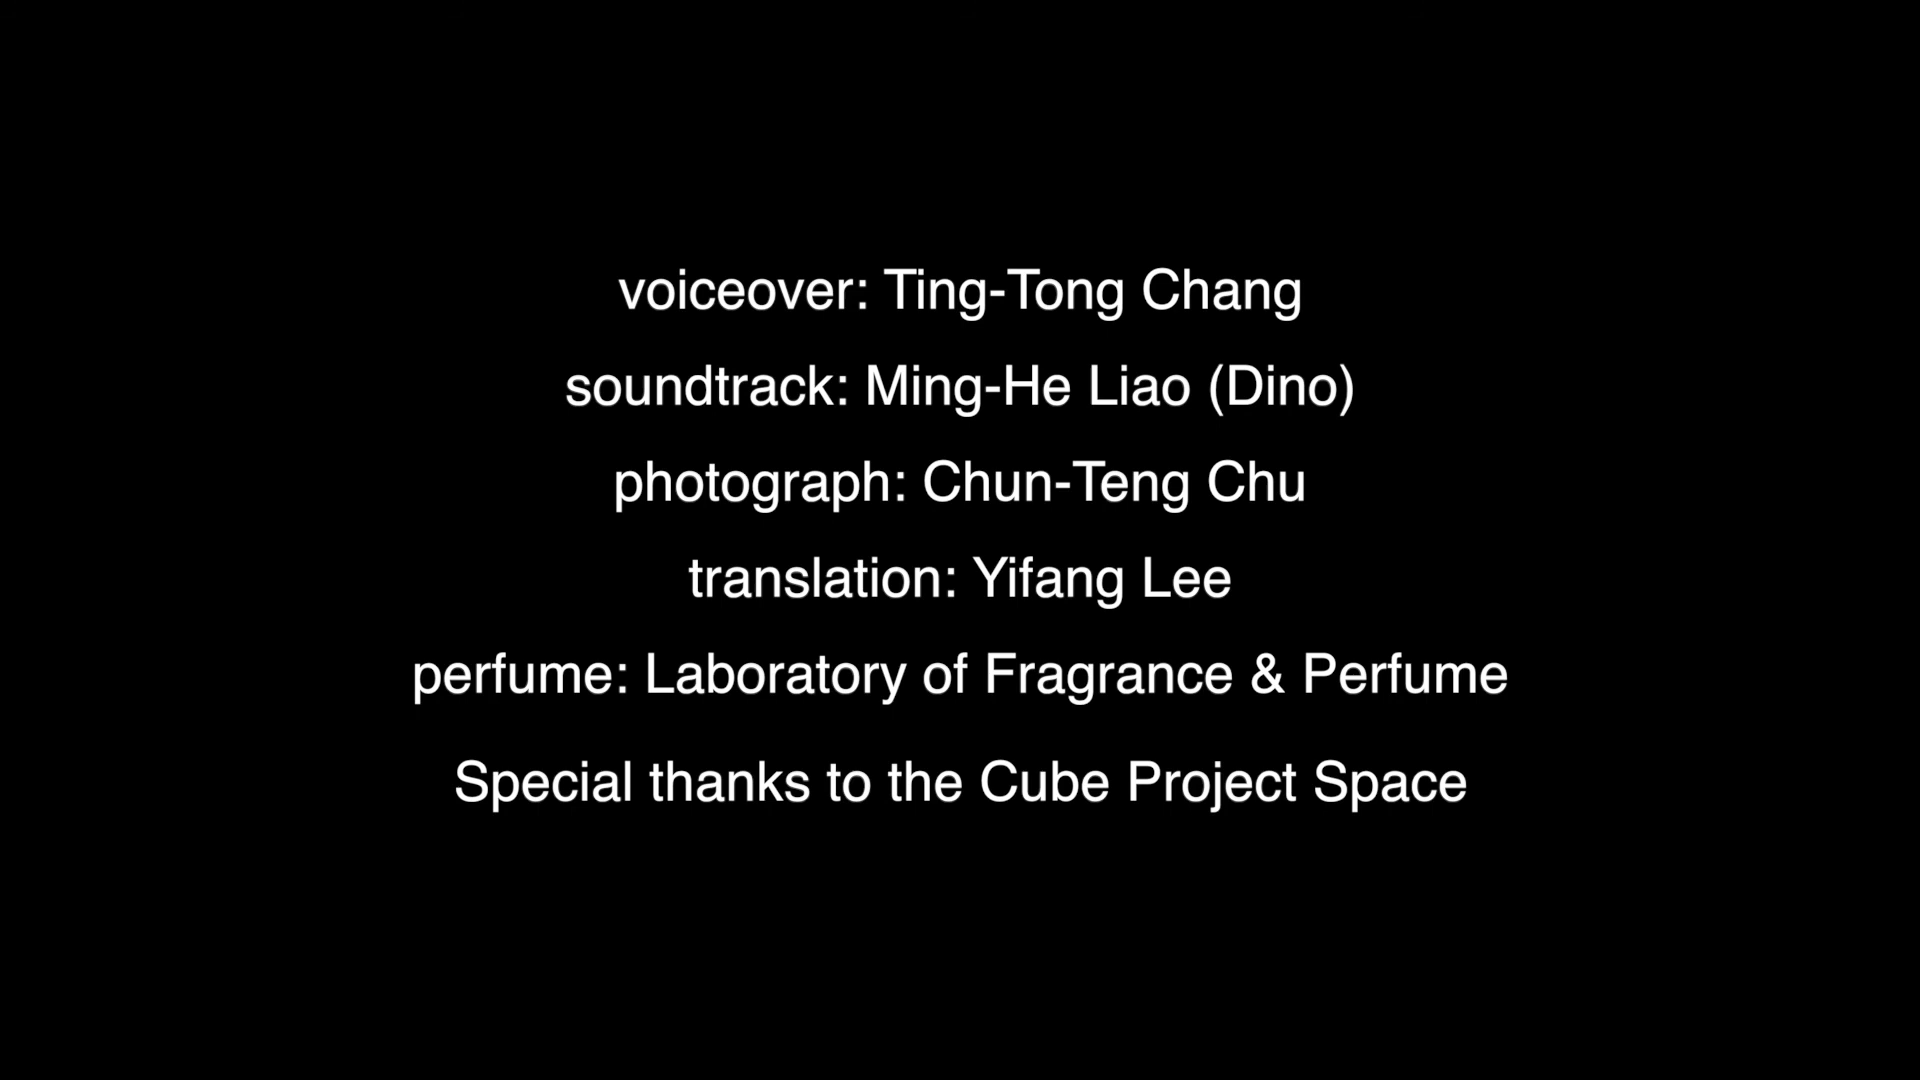 voiceover: Ting-Tong Chang
soundtrack: Ming-He Liao (Dino)
photograph: Chun-Teng Chu
translation: Yifang Lee
perfume: Laboratory of Fragrance & Perfume
Special thanks to the Cube Project Space